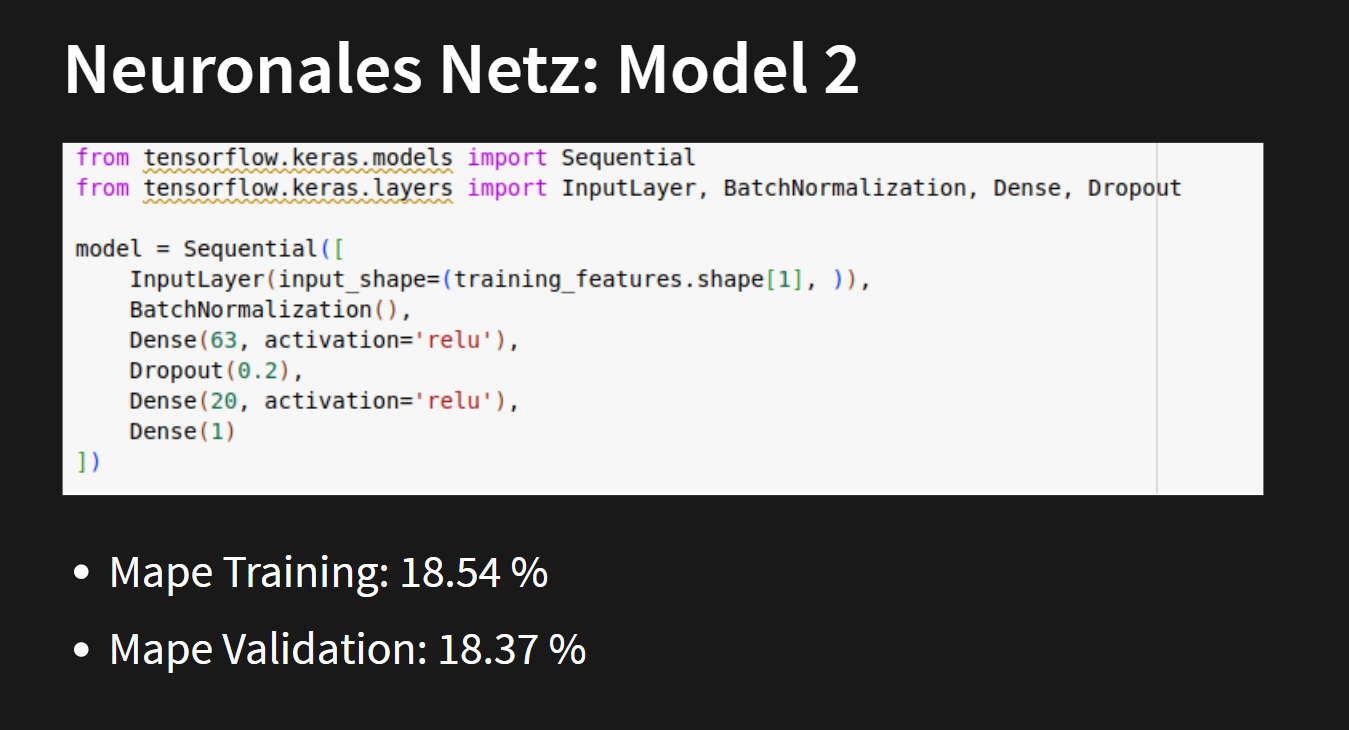 Neuronales Netz: Model 2
from tensorflow.keras.models import Sequential
from tensorflow.keras.layers import InputLayer, BatchNormalization, Dense, Dropout
model = Sequential([
    InputLayer(input_shape=(training_features.shape[1], )),
    BatchNormalization(),
    Dense(63, activation='relu'),
    Dropout(0.2),
    Dense(20, activation='relu'),
    Dense(1)
])
• Mape Training: 18.54 %
• Mape Validation: 18.37 %